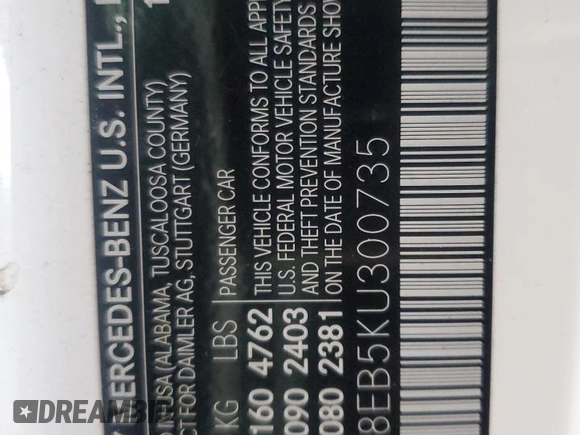 MERCEDES-BENZ U.S. INTL.,
USA (ALABAMA, TUSCALOOSA COUNTY)
CT FOR DAIMLER AG, STUTTGART (GERMANY)
KG LBS PASSENGER CAR
160 4762 THIS VEHICLE CONFORMS TO ALL APP
090 2403 U.S. FEDERAL MOTOR VEHICLE SAFETY
080 2381 AND THEFT PREVENTION STANDARDS
ON THE DATE OF MANUFACTURE SHOW
8EB5KU300735
DREAMBID